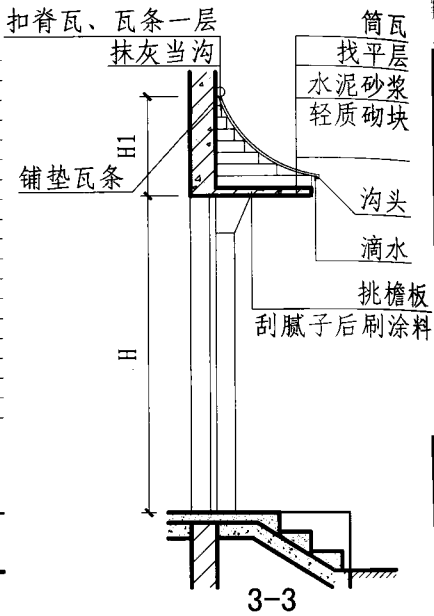 扣脊瓦、瓦条一层
抹灰当沟
筒瓦
找平层
水泥砂浆
轻质砌块
H1
铺垫瓦条
沟头
滴水
挑檐板
刮腻子后刷涂料
H
3-3